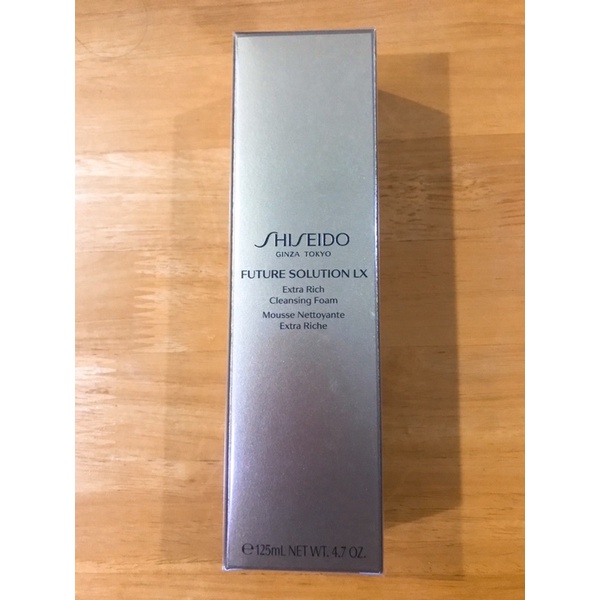 SHISEIDO
GINZA TOKYO
FUTURE SOLUTION LX
Extra Rich
Cleansing Foam
Mousse Nettoyante
Extra Riche
℮125mL NET WT. 4.7 OZ.